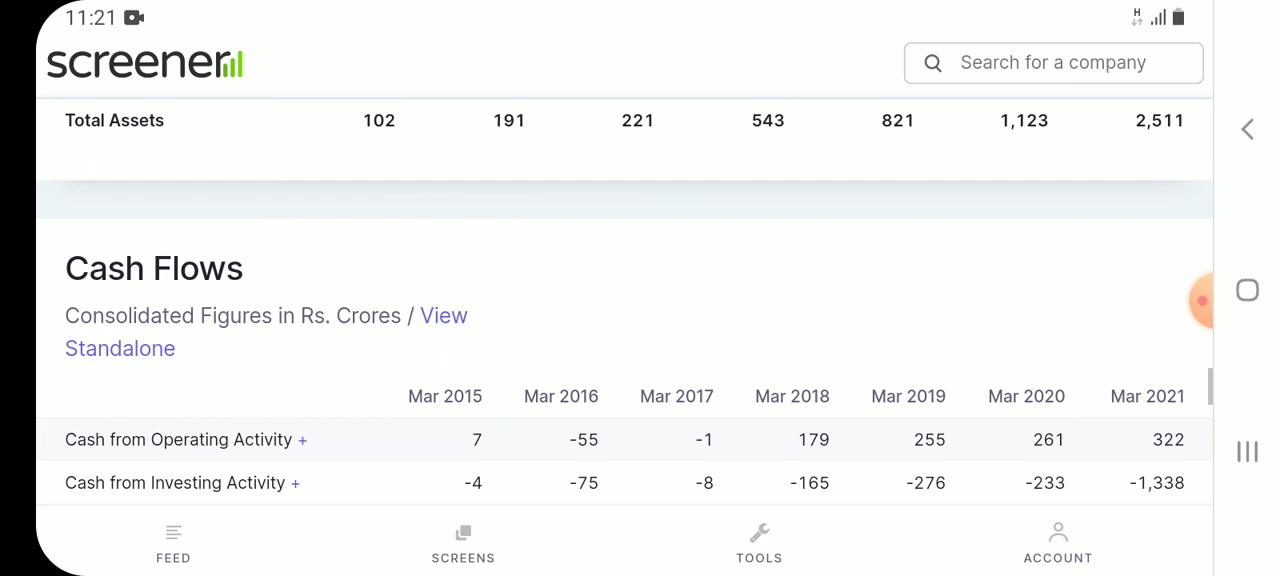 11:21
H
screener
Search for a company
Total Assets 102 191 221 543 821 1,123 2,511
Cash Flows
Consolidated Figures in Rs. Crores / View
Standalone
Mar 2015 Mar 2016 Mar 2017 Mar 2018 Mar 2019 Mar 2020 Mar 2021
Cash from Operating Activity + 7 -55 -1 179 255 261 322
Cash from Investing Activity + -4 -75 -8 -165 -276 -233 -1,338
FEED SCREENS TOOLS ACCOUNT